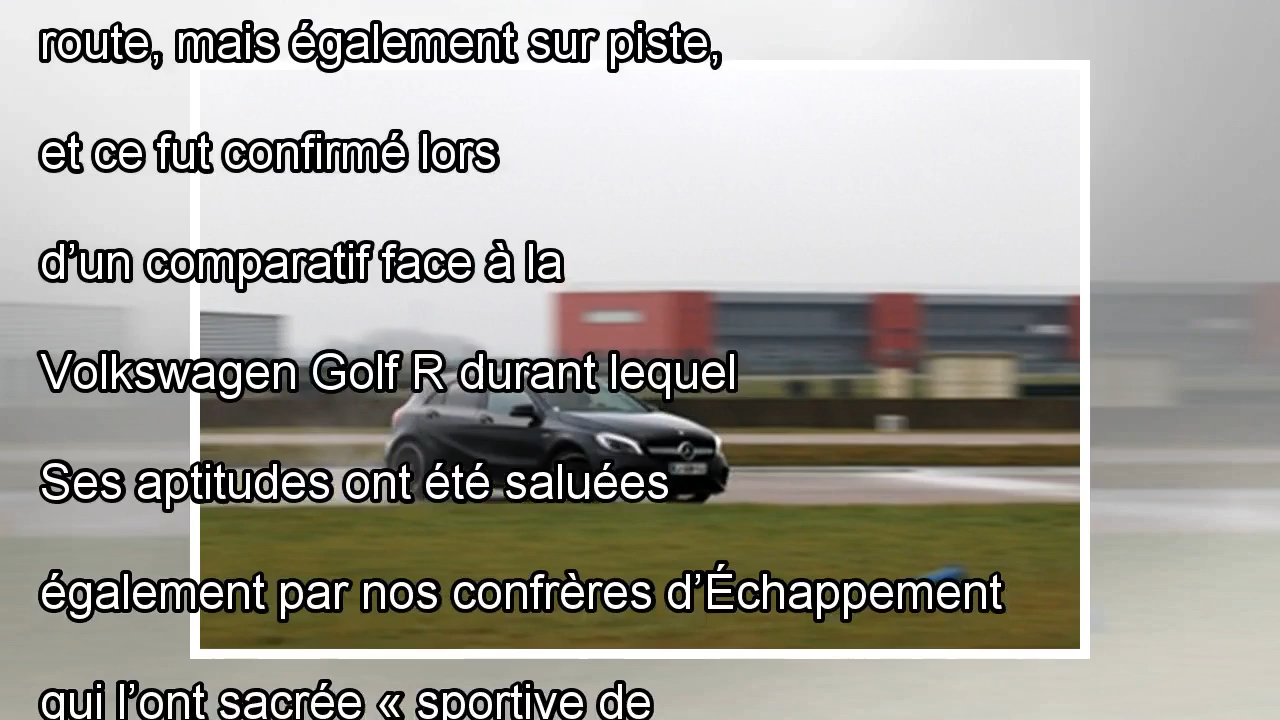 route, mais également sur piste,
et ce fut confirmé lors
d’un comparatif face à la
Volkswagen Golf R durant lequel
Ses aptitudes ont été saluées
également par nos confrères d’Échappement
qui l’ont sacrée « sportive de